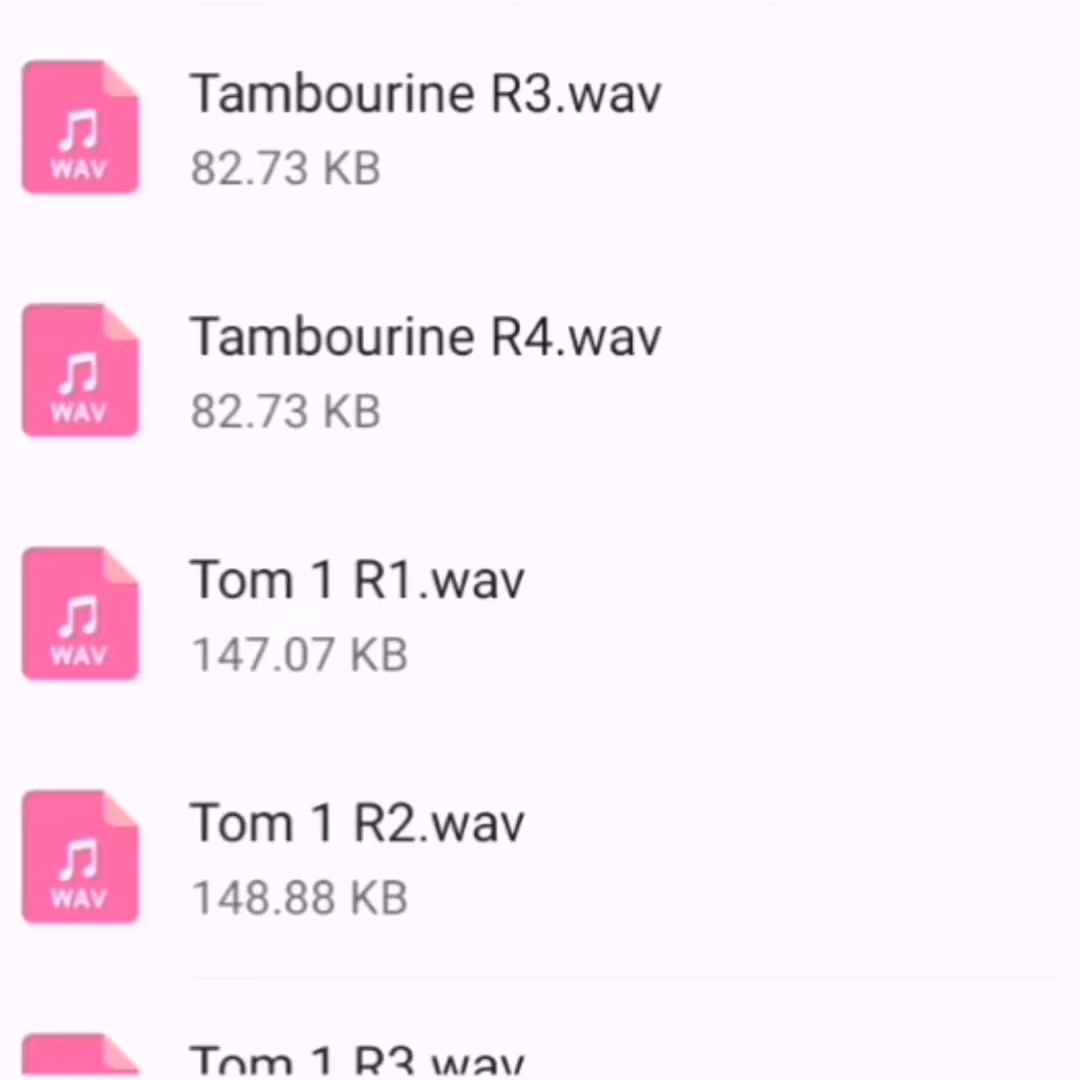 Tambourine R3.wav
WAV
82.73 KB
Tambourine R4.wav
WAV
82.73 KB
Tom 1 R1.wav
WAV
147.07 KB
Tom 1 R2.wav
WAV
148.88 KB
Tom 1 R3.wav